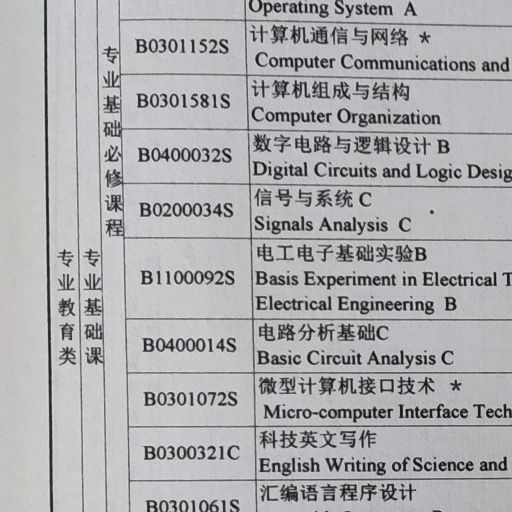 Operating System A
B0301152S
计算机通信与网络 *
Computer Communications and
B0301581S
计算机组成与结构
Computer Organization
B0400032S
数字电路与逻辑设计 B
Digital Circuits and Logic Desig
B0200034S
信号与系统 C
Signals Analysis C
B1100092S
电工电子基础实验B
Basis Experiment in Electrical T
Electrical Engineering B
B0400014S
电路分析基础C
Basic Circuit Analysis C
B0301072S
微型计算机接口技术 *
Micro-computer Interface Tech
B0300321C
科技英文写作
English Writing of Science and
B0301061S
汇编语言程序设计
专业基础必修课程
专业基础课
专业教育类